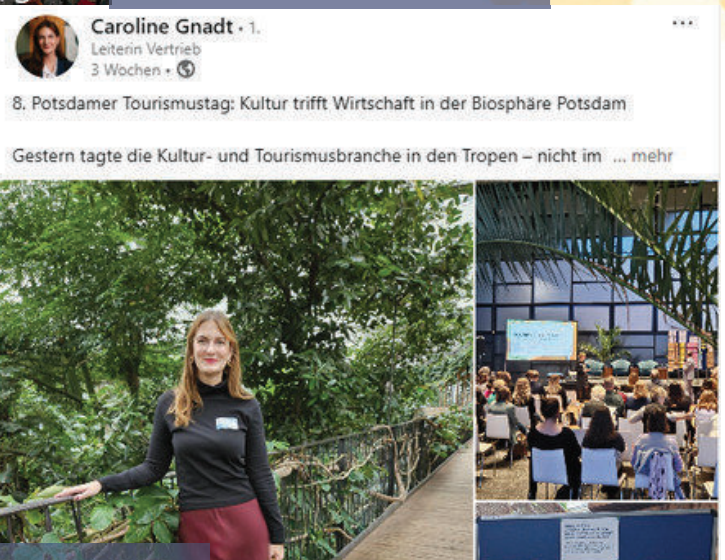 Caroline Gnadt • 1.
Leiterin Vertrieb
3 Wochen •
8. Potsdamer Tourismustag: Kultur trifft Wirtschaft in der Biosphäre Potsdam
Gestern tagte die Kultur- und Tourismusbranche in den Tropen – nicht im ... mehr